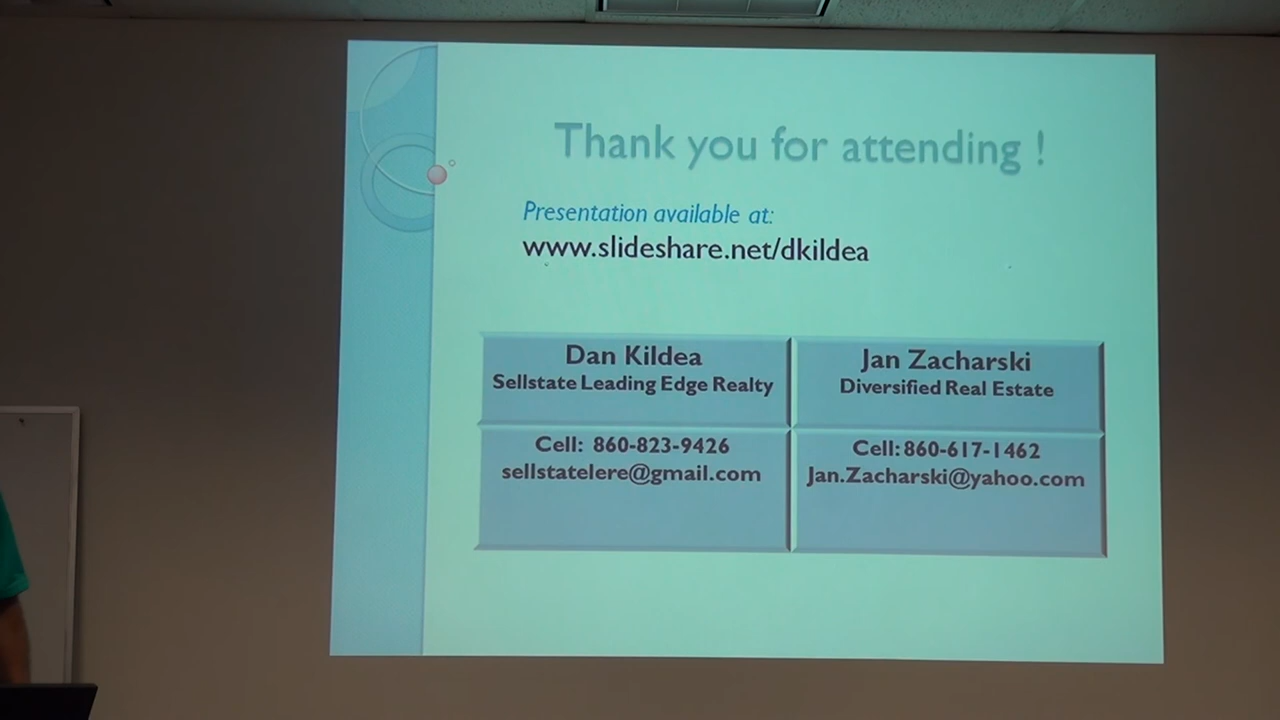 Thank you for attending !
Presentation available at:
www.slideshare.net/dkildea
Dan Kildea
Sellstate Leading Edge Realty
Jan Zacharski
Diversified Real Estate
Cell: 860-823-9426
sellstatelere@gmail.com
Cell: 860-617-1462
Jan.Zacharski@yahoo.com